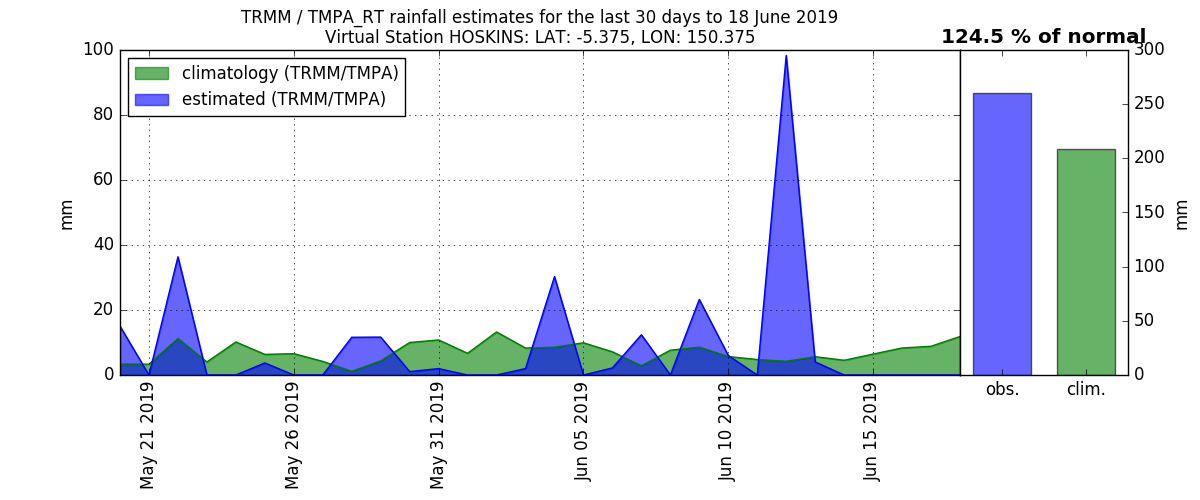 TRMM / TMPA_RT rainfall estimates for the last 30 days to 18 June 2019
Virtual Station HOSKINS: LAT: -5.375, LON: 150.375
124.5 % of normal
climatology (TRMM/TMPA)
estimated (TRMM/TMPA)
100
80
60
40
20
0
mm
May 21 2019
May 26 2019
May 31 2019
Jun 05 2019
Jun 10 2019
Jun 15 2019
300
250
200
150
100
50
0
mm
obs.
clim.